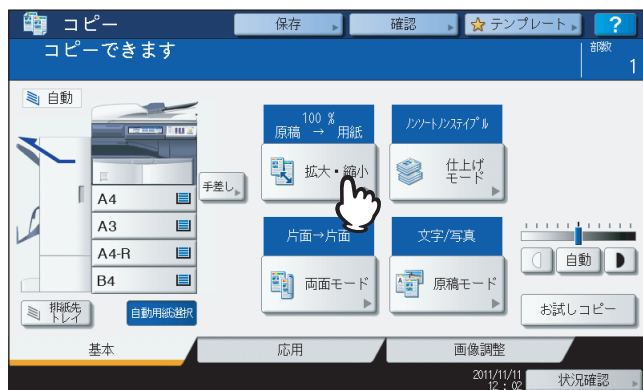 コピー
保存
確認
テンプレート
?
コピーできます
部数
1
自動
100 %
原稿 → 用紙
ノンソートノンステイプル
拡大・縮小
仕上げ
モード
手差し
A4
A3
A4-R
B4
片面→片面
文字/写真
両面モード
原稿モード
自動
排紙先
トレイ
自動用紙選択
お試しコピー
基本
応用
画像調整
2011/11/11
12 : 02
状況確認